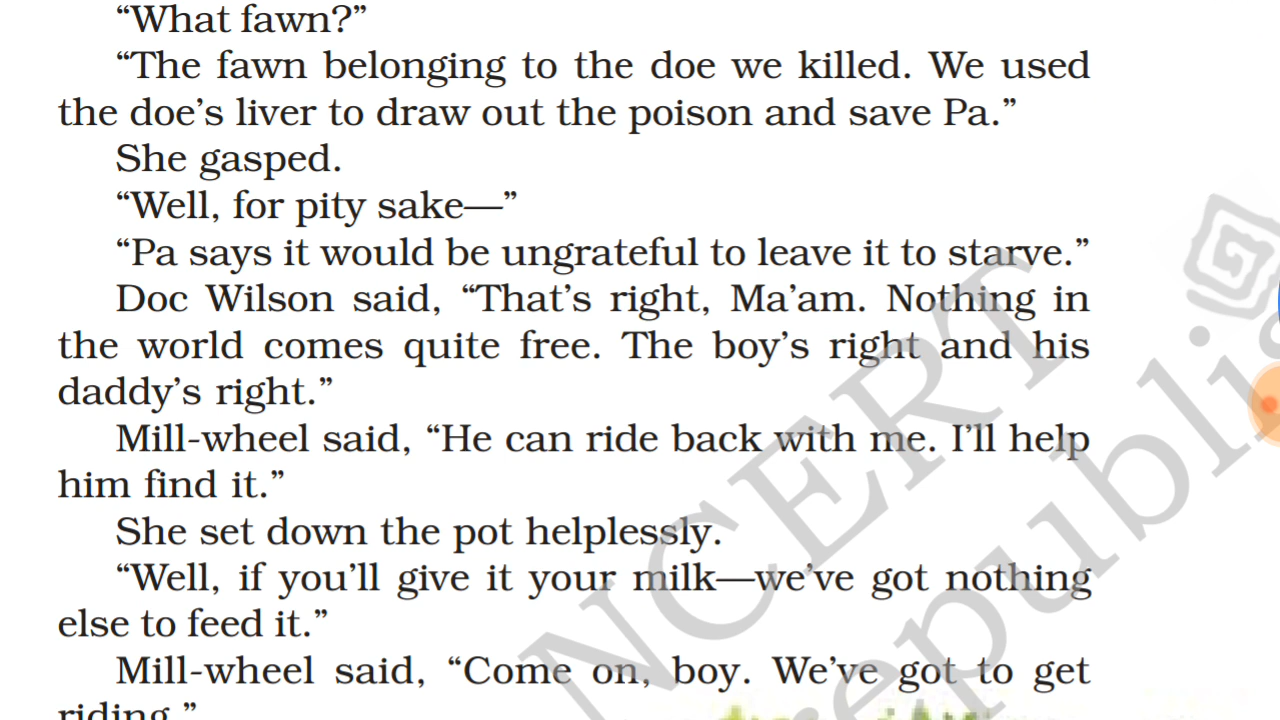 “What fawn?”
“The fawn belonging to the doe we killed. We used
the doe’s liver to draw out the poison and save Pa.”
She gasped.
“Well, for pity sake—”
“Pa says it would be ungrateful to leave it to starve.”
Doc Wilson said, “That’s right, Ma’am. Nothing in
the world comes quite free. The boy’s right and his
daddy’s right.”
Mill-wheel said, “He can ride back with me. I’ll help
him find it.”
She set down the pot helplessly.
“Well, if you’ll give it your milk—we’ve got nothing
else to feed it.”
Mill-wheel said, “Come on, boy. We’ve got to get
riding.”
NCERT